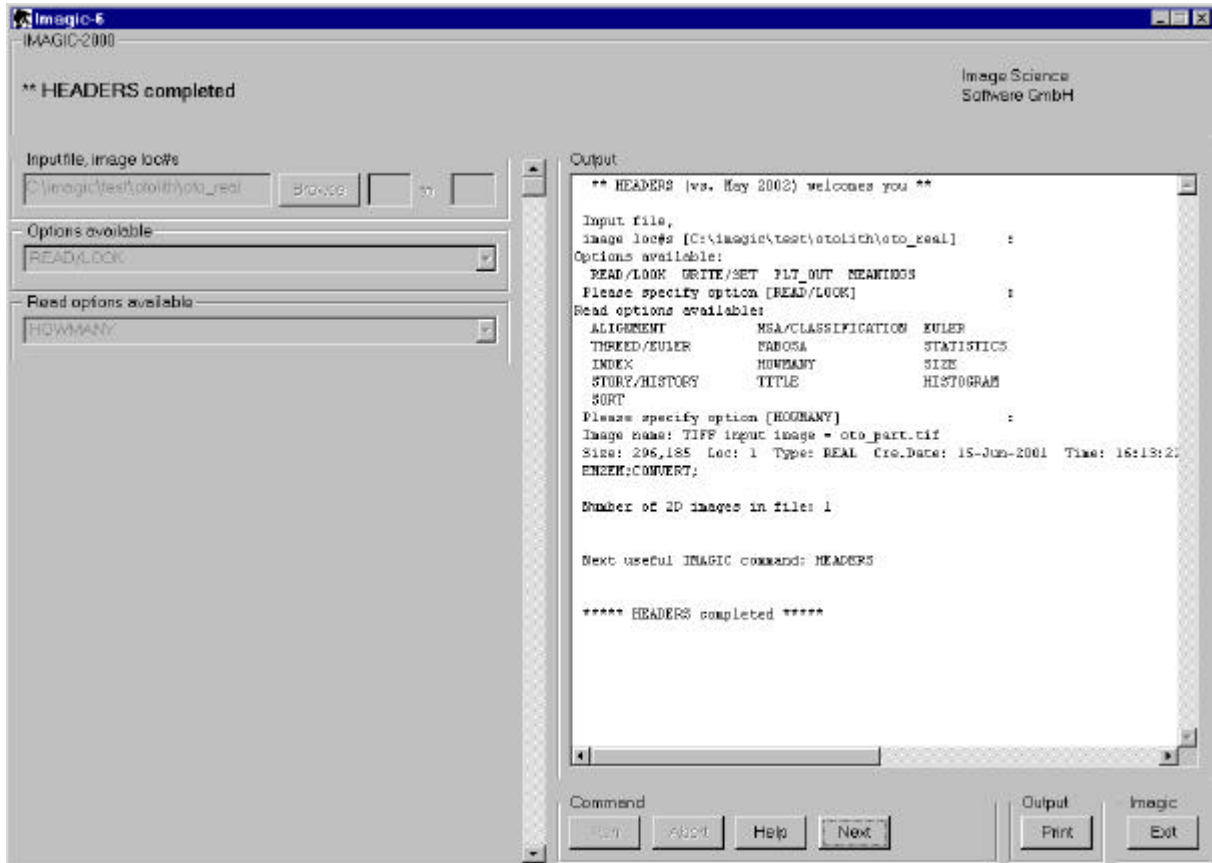 Imagic-5
IMAGIC-2000
** HEADERS completed
Image Science
Software GmbH
Inputfile, image loc#s
C:\imagic\test\otolith\oto_real
Browse
to
Options available
READ/LOOK
Read options available
HOWMANY
Output
** HEADERS (vs. May 2002) welcomes you **
Input file,
image loc#s [C:\imagic\test\otolith\oto_real] :
Options available:
READ/LOOK WRITE/SET PLT_OUT MEANINGS
Please specify option [READ/LOOK] :
Read options available:
ALIGNMENT MSA/CLASSIFICATION EULER
THREED/EULER FABOSA STATISTICS
INDEX HOWMANY SIZE
STORY/HISTORY TITLE HISTOGRAM
SORT
Please specify option [HOWMANY] :
Image name: TIFF input image = oto_part.tif
Size: 296,185 Loc: 1 Type: REAL Cre.Date: 15-Jun-2001 Time: 16:13:22
EM2EM;CONVERT;
Number of 2D images in file: 1
Next useful IMAGIC command: HEADERS
***** HEADERS completed *****
Command
Run
Abort
Help
Next
Output
Print
Imagic
Exit